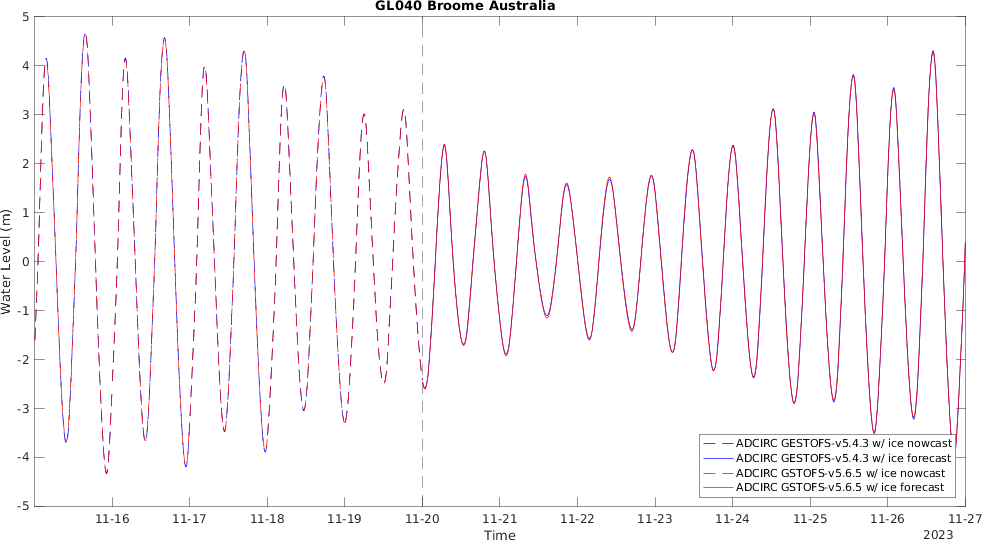 GL040 Broome Australia
5
4
3
2
1
0
-1
-2
-3
-4
-5
Water Level (m)
ADCIRC GESTOFS-v5.4.3 w/ ice nowcast
ADCIRC GESTOFS-v5.4.3 w/ ice forecast
ADCIRC GSTOFS-v5.6.5 w/ ice nowcast
ADCIRC GSTOFS-v5.6.5 w/ ice forecast
11-16 11-17 11-18 11-19 11-20 11-21 11-22 11-23 11-24 11-25 11-26 11-27
Time
2023